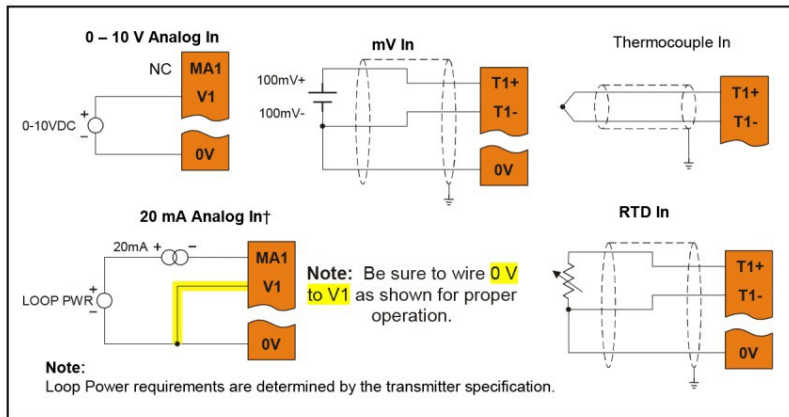 0 – 10 V Analog In
NC
MA1
V1
0-10VDC
+
–
0V
mV In
100mV+
100mV-
T1+
T1-
0V
Thermocouple In
T1+
T1-
20 mA Analog In†
20mA + –
MA1
V1
LOOP PWR
+
–
0V
Note: Be sure to wire 0 V
to V1 as shown for proper
operation.
RTD In
T1+
T1-
0V
Note:
Loop Power requirements are determined by the transmitter specification.